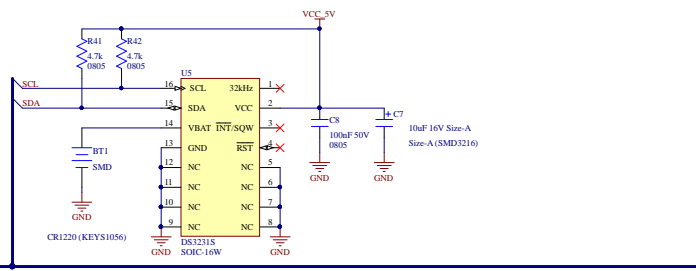 VCC_5V
R41
4.7k
0805
R42
4.7k
0805
U5
SCL
SDA
16
SCL
32kHz
1
15
SDA
VCC
2
14
VBAT
INT/SQW
3
13
GND
RST
4
12
NC
NC
5
11
NC
NC
6
10
NC
NC
7
9
NC
NC
8
C8
100nF 50V
0805
C7
10uF 16V Size-A
Size-A (SMD3216)
GND
GND
BT1
SMD
GND
CR1220 (KEYS1056)
GND
DS3231S
SOIC-16W
GND